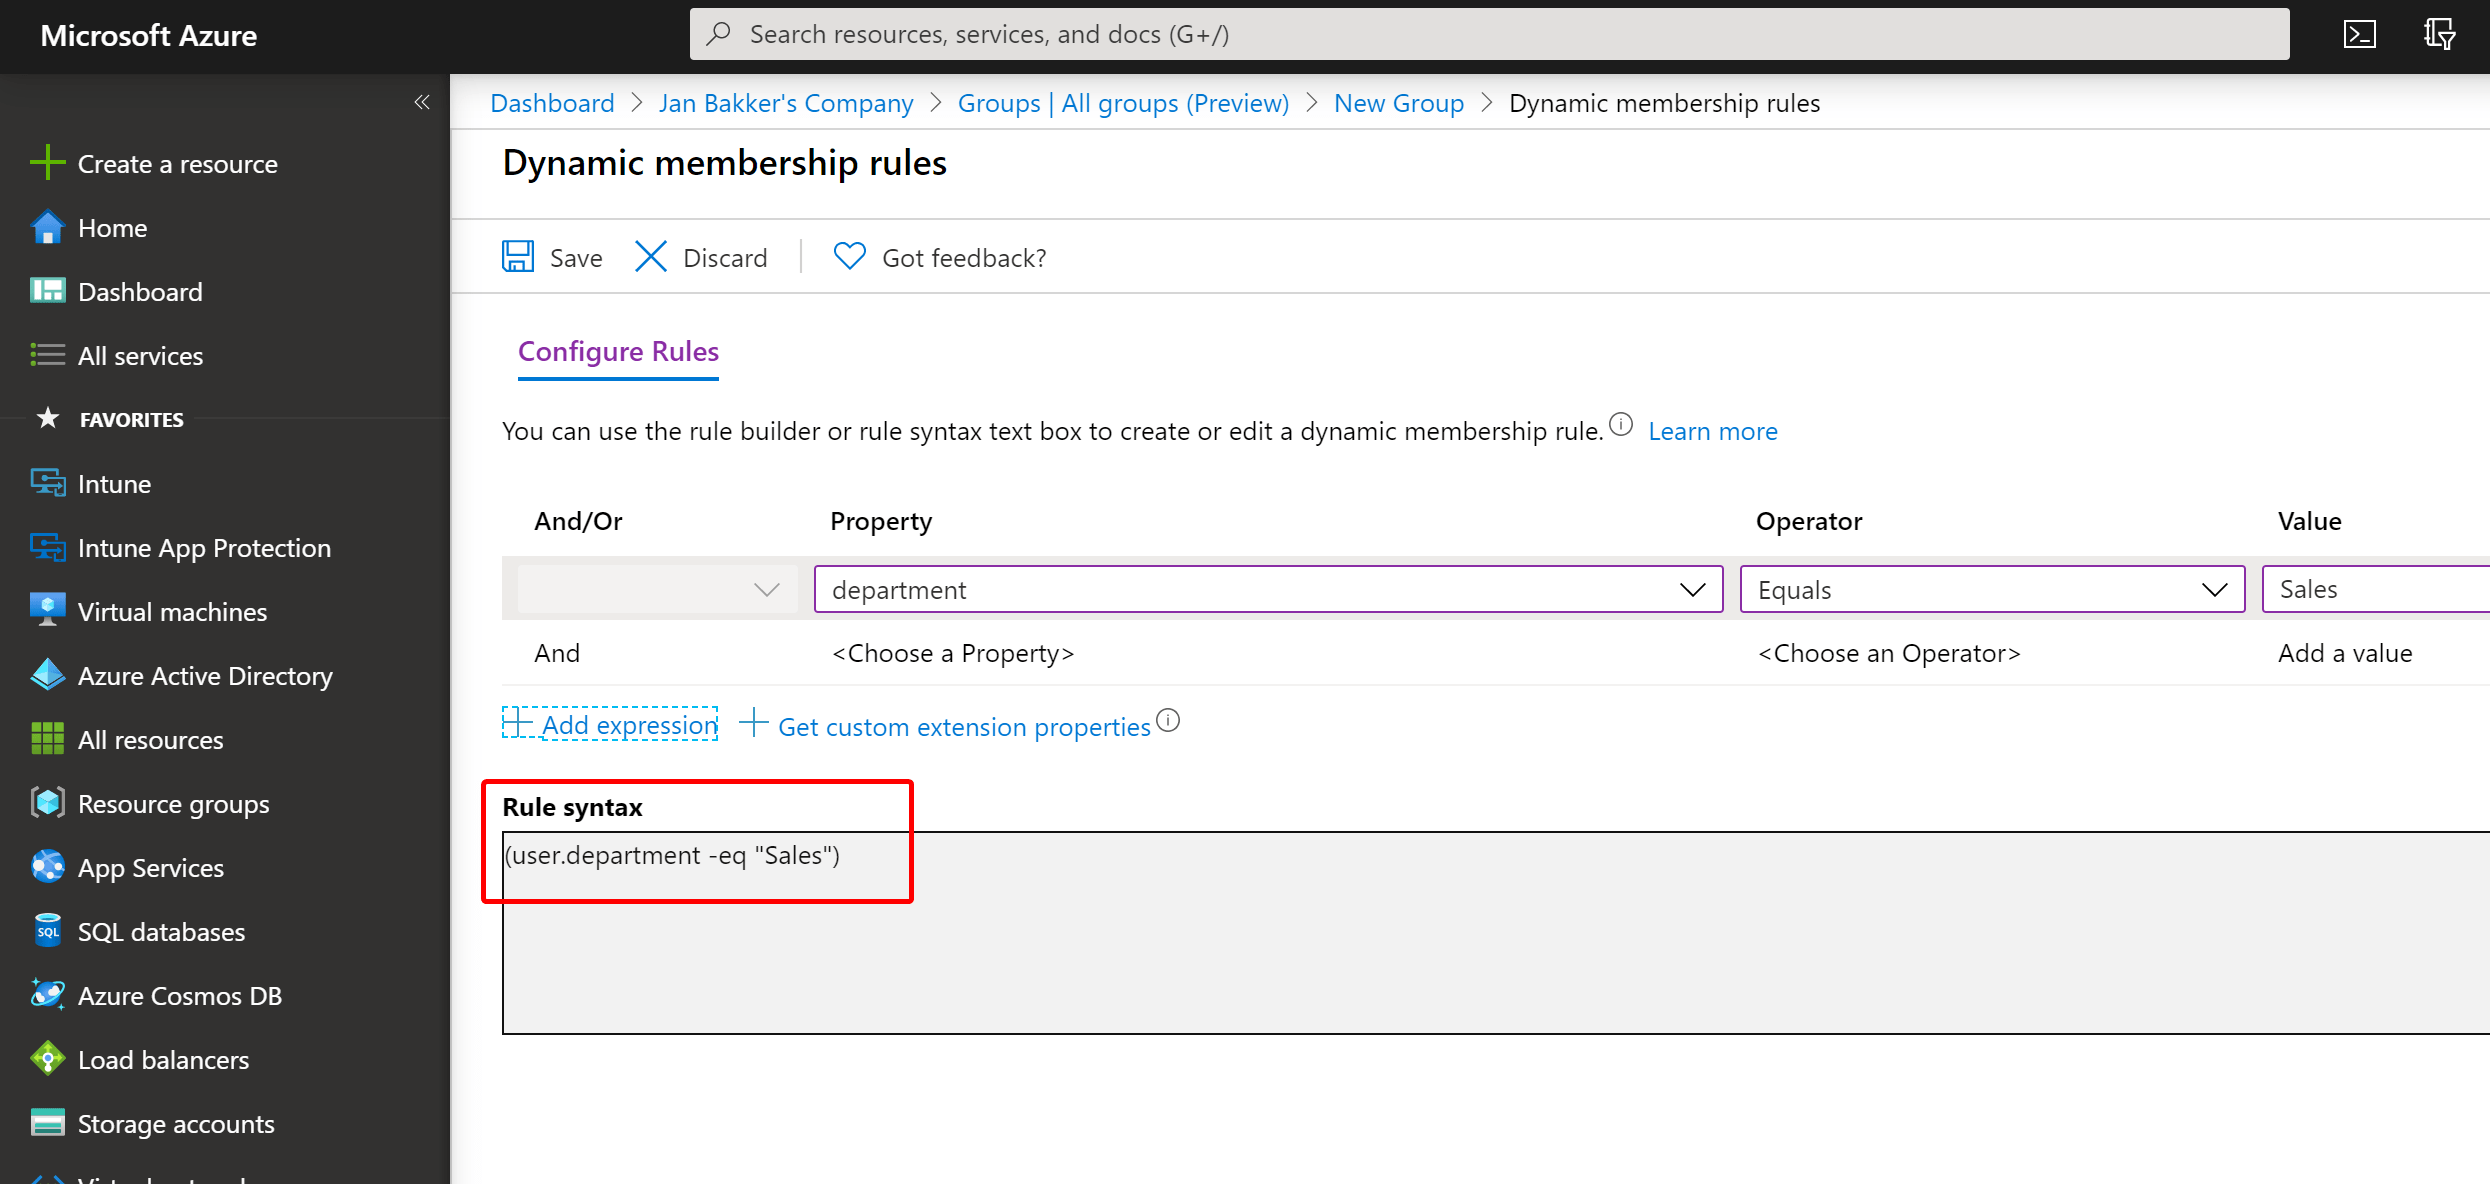 Microsoft Azure
Search resources, services, and docs (G+/)
Dashboard > Jan Bakker's Company > Groups | All groups (Preview) > New Group > Dynamic membership rules
Dynamic membership rules
Save Discard Got feedback?
Configure Rules
You can use the rule builder or rule syntax text box to create or edit a dynamic membership rule. Learn more
And/Or Property Operator Value
department Equals Sales
And <Choose a Property> <Choose an Operator> Add a value
Add expression Get custom extension properties
Rule syntax
(user.department -eq "Sales")
Create a resource
Home
Dashboard
All services
FAVORITES
Intune
Intune App Protection
Virtual machines
Azure Active Directory
All resources
Resource groups
App Services
SQL databases
Azure Cosmos DB
Load balancers
Storage accounts